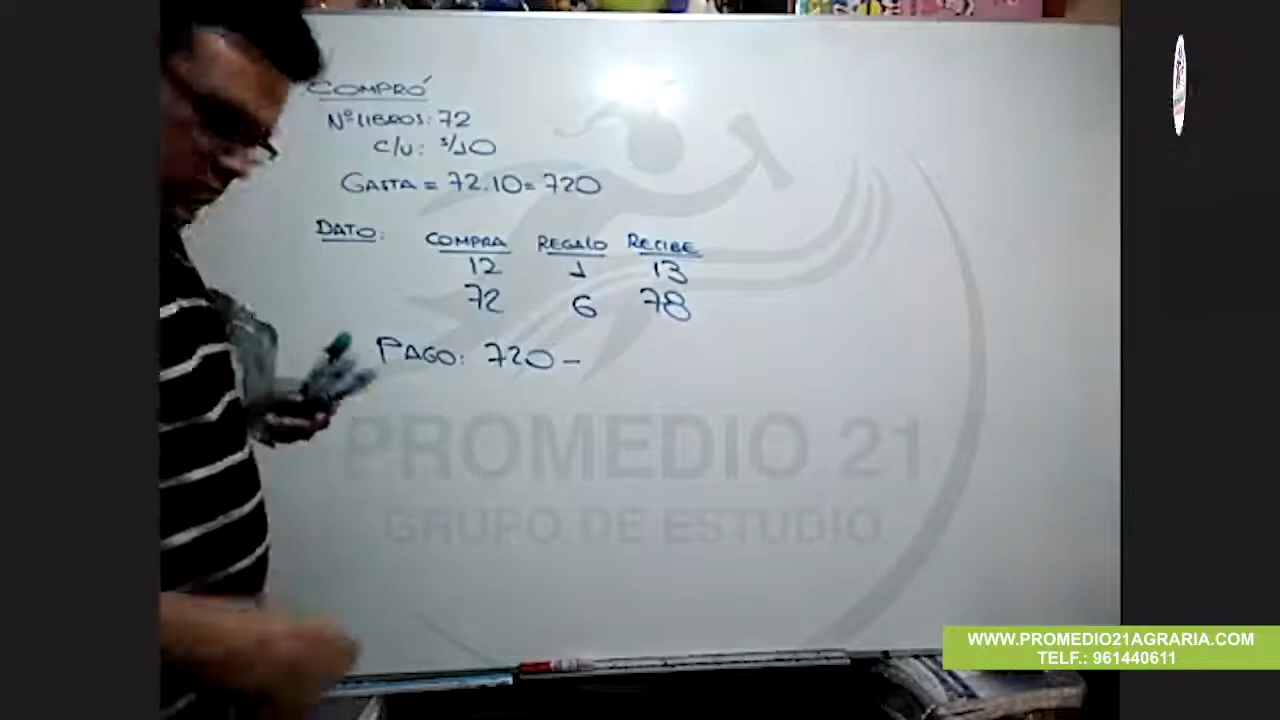 COMPRÓ
Nº LIBROS: 72
C/U: S/10
GASTA = 72.10 = 720
DATO: COMPRA REGALO RECIBE
12 1 13
72 6 78
PAGO: 720 –
PROMEDIO 21
GRUPO DE ESTUDIO
WWW.PROMEDIO21AGRARIA.COM
TELF.: 961440611